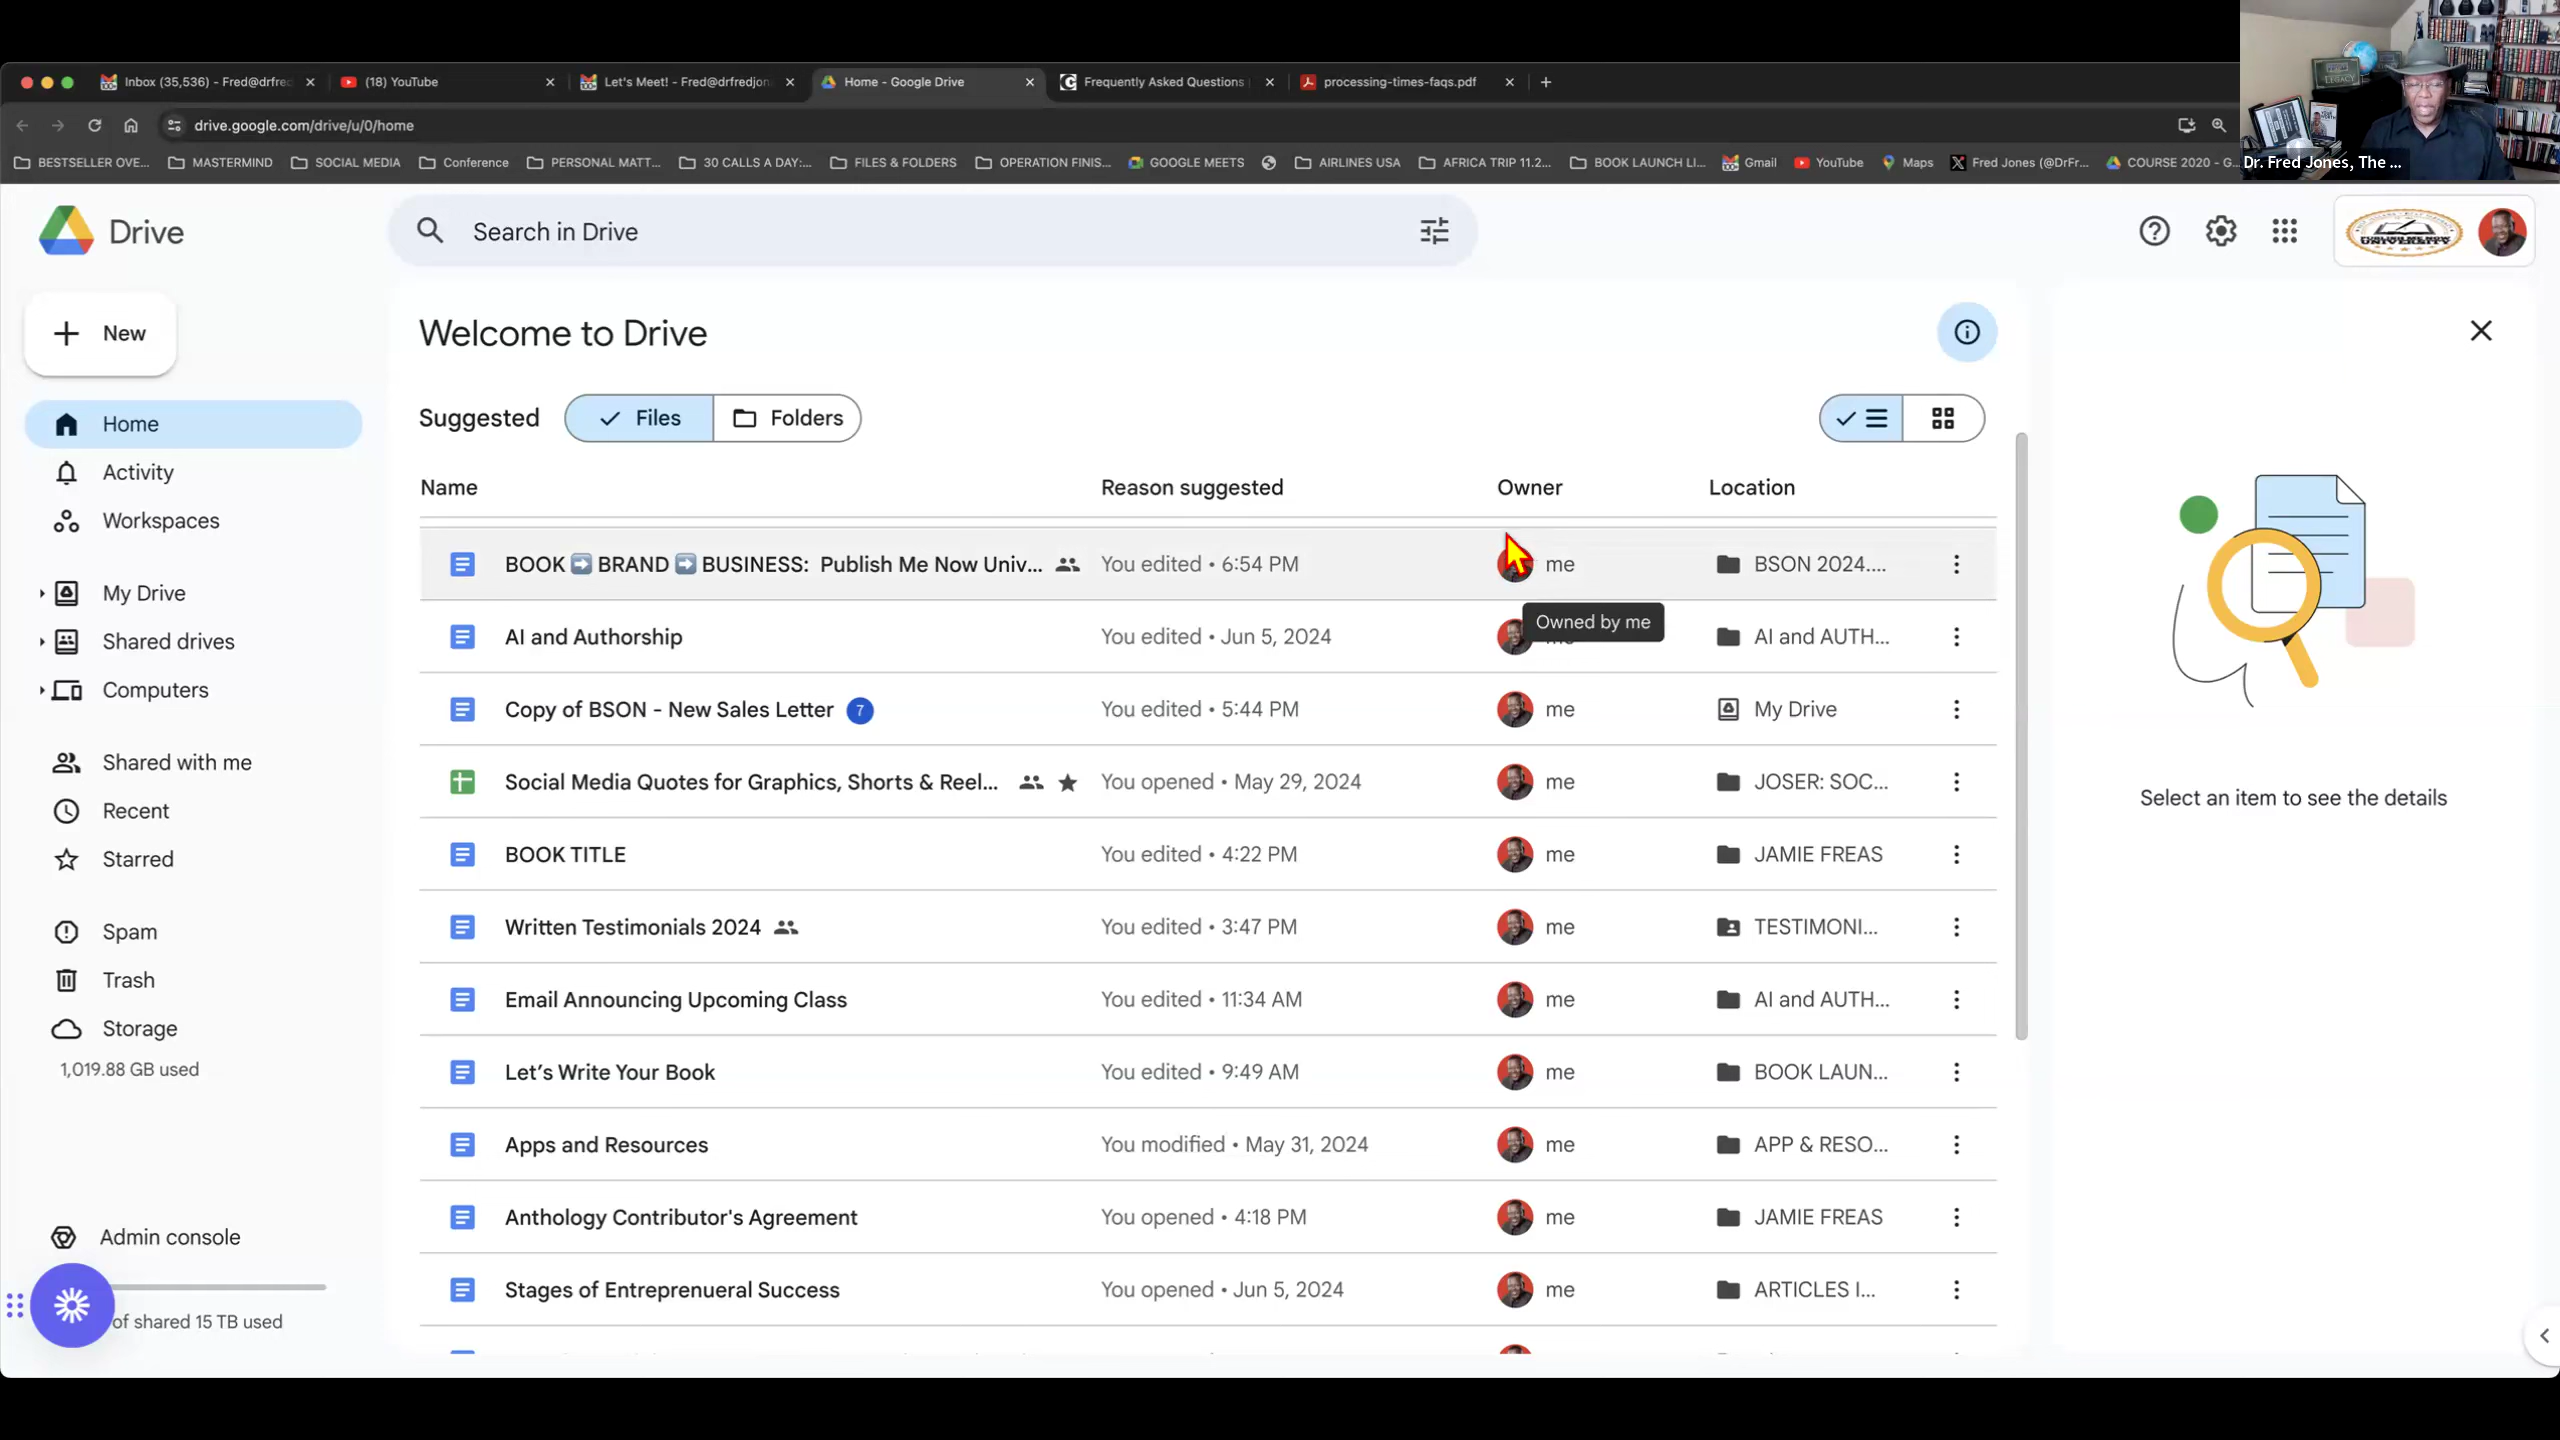 Inbox (35,536) - Fred@drfre
(18) YouTube
Let's Meet! - Fred@drfredjon
Home - Google Drive
Frequently Asked Questions
processing-times-faqs.pdf
drive.google.com/drive/u/0/home
BESTSELLER OVE...
MASTERMIND
SOCIAL MEDIA
Conference
PERSONAL MATT...
30 CALLS A DAY:...
FILES & FOLDERS
OPERATION FINIS...
GOOGLE MEETS
AIRLINES USA
AFRICA TRIP 11.2...
BOOK LAUNCH LI...
Gmail
YouTube
Maps
Fred Jones (@DrFr...
COURSE 2020 - G...
Dr. Fred Jones, The ...
LEGACY
Drive
Search in Drive
PUBLISH ME NOW
UNIVERSITY
New
Welcome to Drive
Home
Activity
Workspaces
My Drive
Shared drives
Computers
Shared with me
Recent
Starred
Spam
Trash
Storage
1,019.88 GB used
Admin console
of shared 15 TB used
Suggested
Files
Folders
Name
Reason suggested
Owner
Location
BOOK ➡️ BRAND ➡️ BUSINESS: Publish Me Now Univ... You edited • 6:54 PM me BSON 2024....
Owned by me
AI and Authorship You edited • Jun 5, 2024 AI and AUTH...
Copy of BSON - New Sales Letter 7 You edited • 5:44 PM me My Drive
Social Media Quotes for Graphics, Shorts & Reel... You opened • May 29, 2024 me JOSER: SOC...
BOOK TITLE You edited • 4:22 PM me JAMIE FREAS
Written Testimonials 2024 You edited • 3:47 PM me TESTIMONI...
Email Announcing Upcoming Class You edited • 11:34 AM me AI and AUTH...
Let’s Write Your Book You edited • 9:49 AM me BOOK LAUN...
Apps and Resources You modified • May 31, 2024 me APP & RESO...
Anthology Contributor's Agreement You opened • 4:18 PM me JAMIE FREAS
Stages of Entreprenueral Success You opened • Jun 5, 2024 me ARTICLES I...
Select an item to see the details